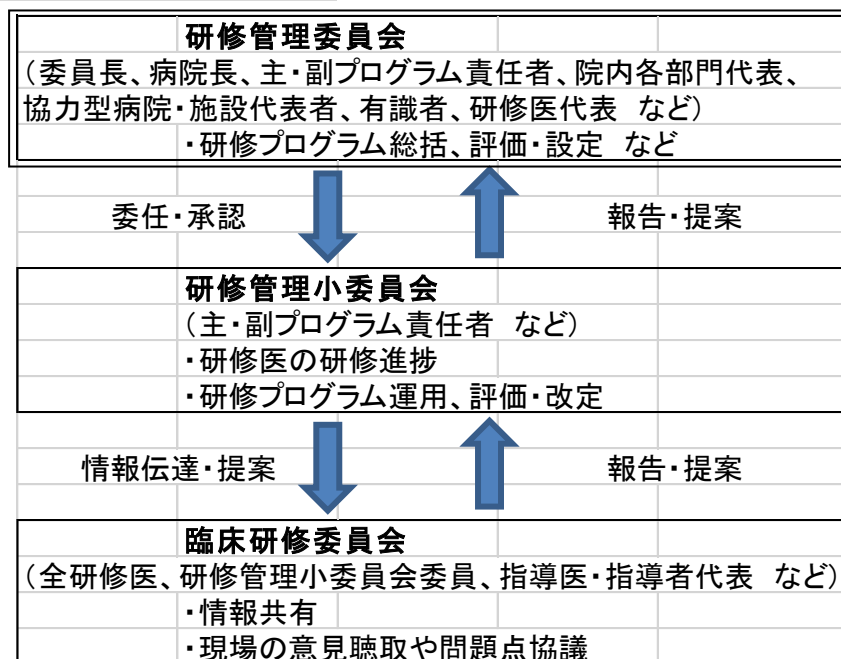 研修管理委員会
（委員長、病院長、主・副プログラム責任者、院内各部門代表、
協力型病院・施設代表者、有識者、研修医代表　など）
・研修プログラム総括、評価・設定　など
委任・承認
報告・提案
研修管理小委員会
（主・副プログラム責任者　など）
・研修医の研修進捗
・研修プログラム運用、評価・改定
情報伝達・提案
報告・提案
臨床研修委員会
（全研修医、研修管理小委員会委員、指導医・指導者代表　など）
・情報共有
・現場の意見聴取や問題点協議